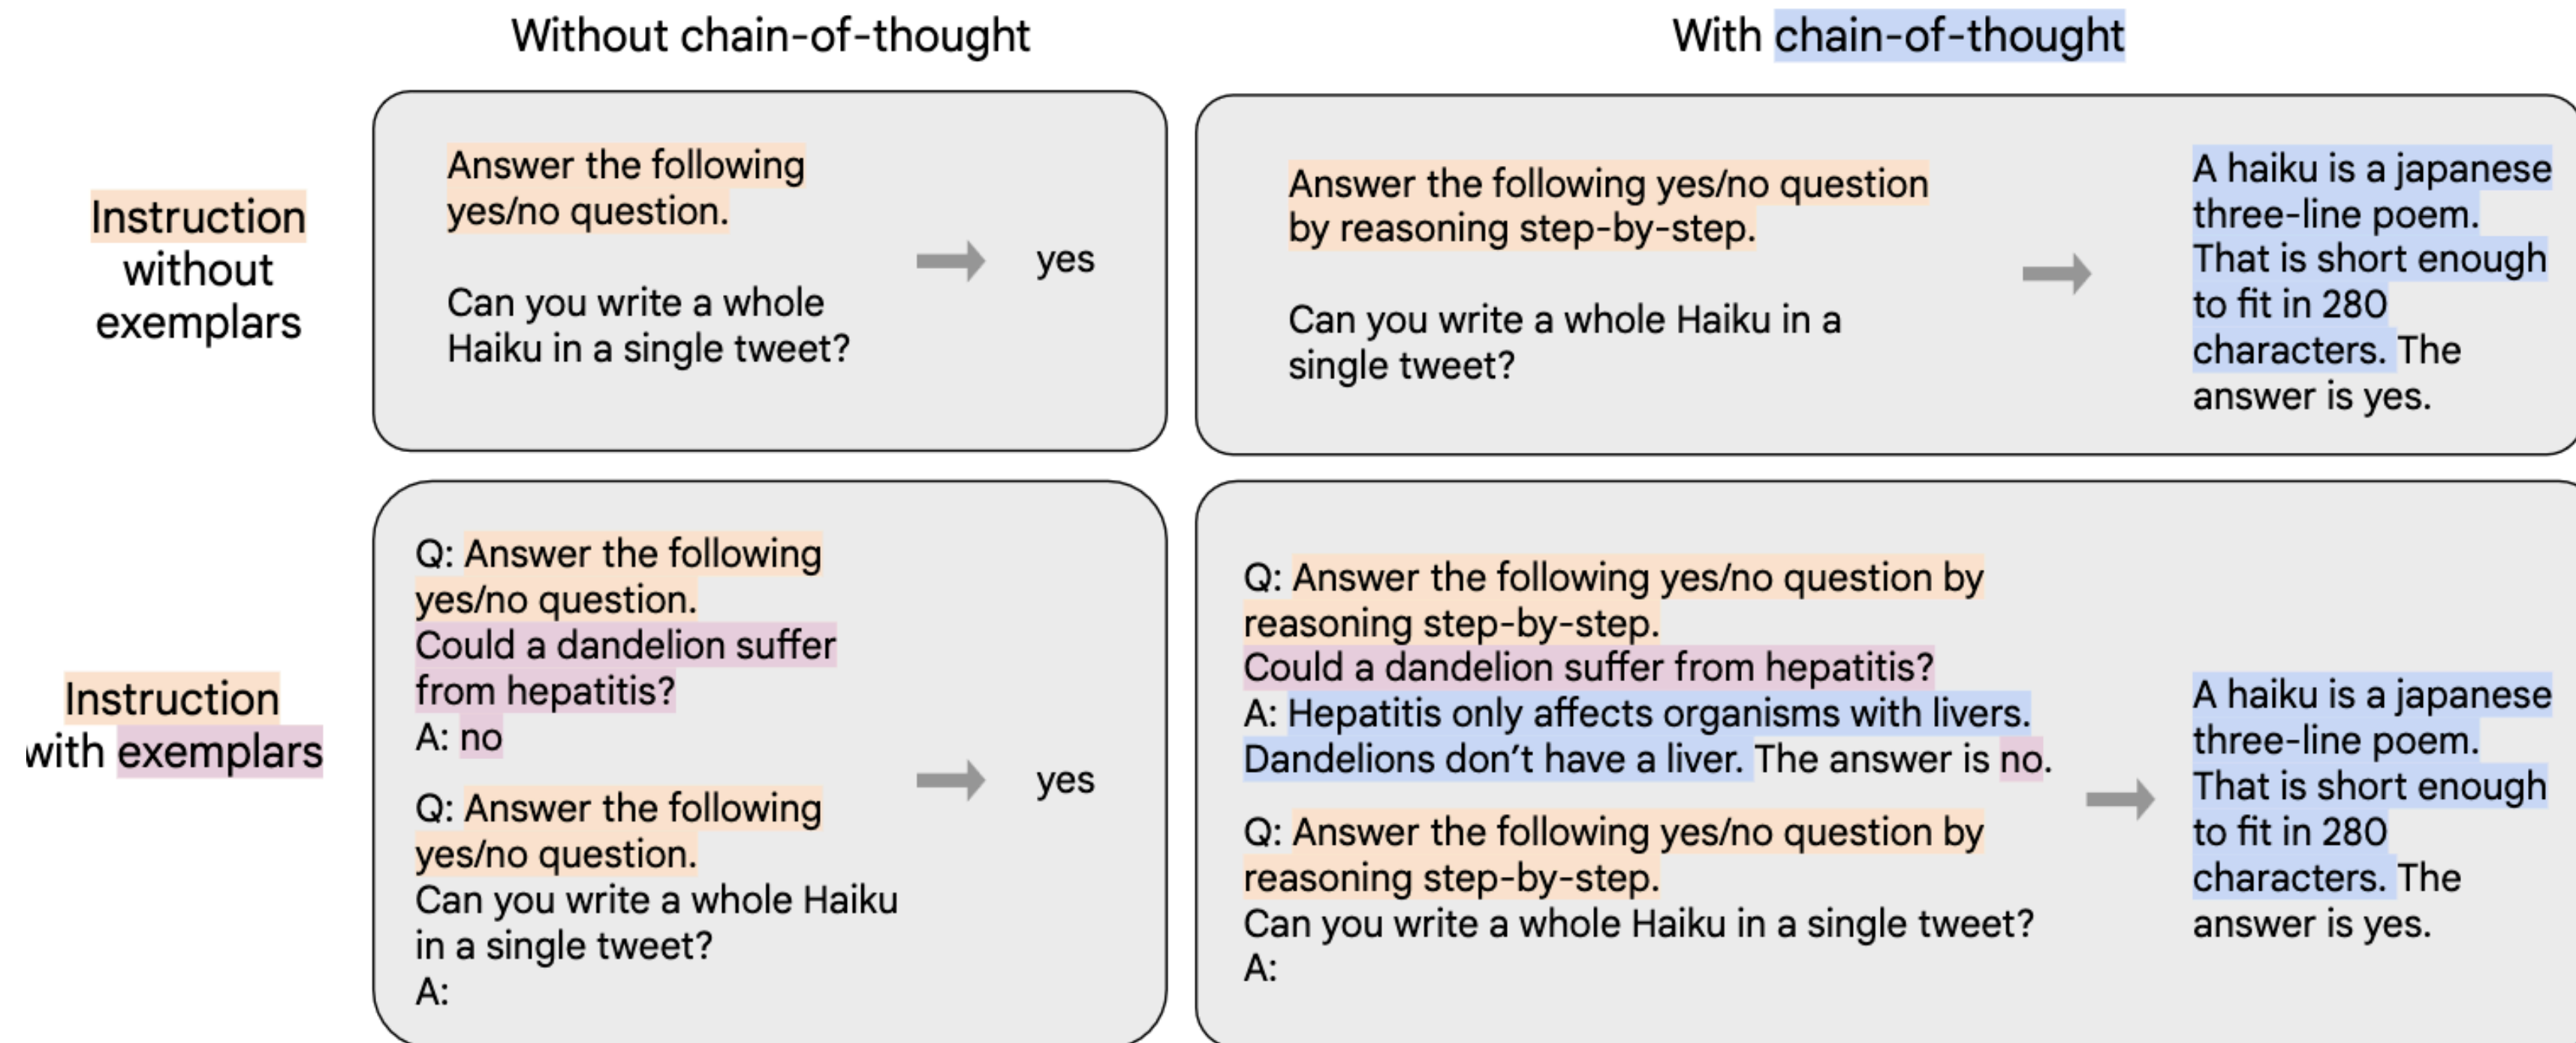 Without chain-of-thought
With chain-of-thought
Instruction
without
exemplars
Answer the following
yes/no question.
Can you write a whole
Haiku in a single tweet?
yes
Answer the following yes/no question
by reasoning step-by-step.
Can you write a whole Haiku in a
single tweet?
A haiku is a japanese
three-line poem.
That is short enough
to fit in 280
characters. The
answer is yes.
Instruction
with exemplars
Q: Answer the following
yes/no question.
Could a dandelion suffer
from hepatitis?
A: no
Q: Answer the following
yes/no question.
Can you write a whole Haiku
in a single tweet?
A:
yes
Q: Answer the following yes/no question by
reasoning step-by-step.
Could a dandelion suffer from hepatitis?
A: Hepatitis only affects organisms with livers.
Dandelions don’t have a liver. The answer is no.
Q: Answer the following yes/no question by
reasoning step-by-step.
Can you write a whole Haiku in a single tweet?
A:
A haiku is a japanese
three-line poem.
That is short enough
to fit in 280
characters. The
answer is yes.